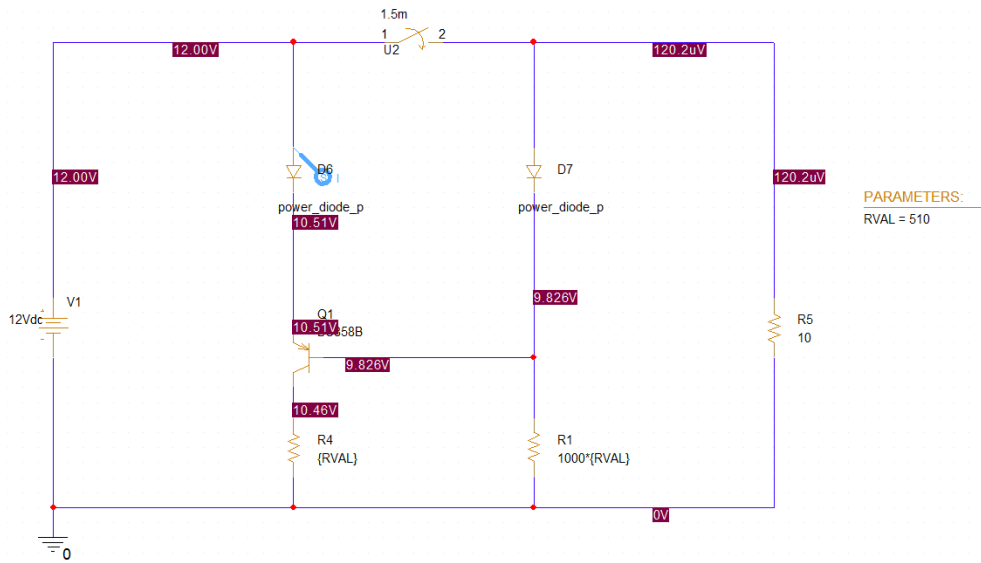 1.5m
1
2
U2
12.00V
120.2uV
12.00V
D6
I
D7
120.2uV
power_diode_p
power_diode_p
10.51V
PARAMETERS:
RVAL = 510
9.826V
V1
12Vdc
Q1
10.51V
R5
10
9.826V
10.46V
R4
{RVAL}
R1
1000*{RVAL}
0V
0